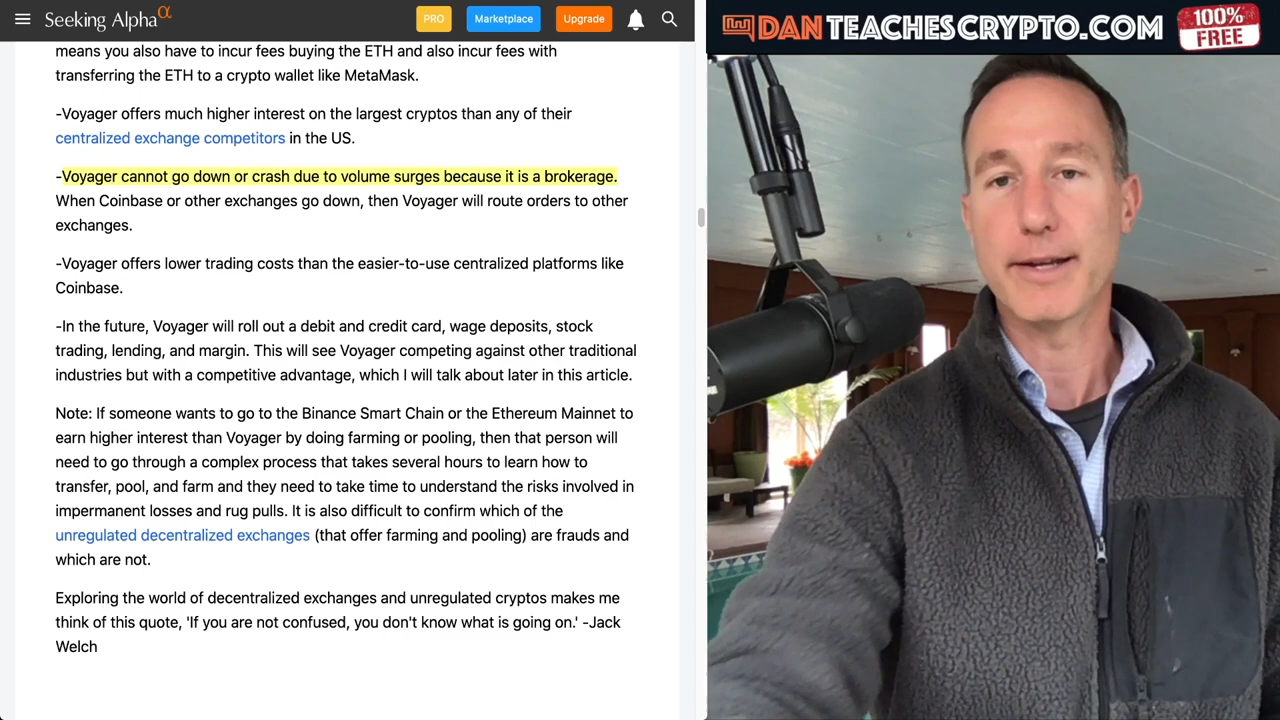 Seeking Alpha α
PRO
Marketplace
Upgrade
means you also have to incur fees buying the ETH and also incur fees with
transferring the ETH to a crypto wallet like MetaMask.
-Voyager offers much higher interest on the largest cryptos than any of their
centralized exchange competitors in the US.
-Voyager cannot go down or crash due to volume surges because it is a brokerage.
When Coinbase or other exchanges go down, then Voyager will route orders to other
exchanges.
-Voyager offers lower trading costs than the easier-to-use centralized platforms like
Coinbase.
-In the future, Voyager will roll out a debit and credit card, wage deposits, stock
trading, lending, and margin. This will see Voyager competing against other traditional
industries but with a competitive advantage, which I will talk about later in this article.
Note: If someone wants to go to the Binance Smart Chain or the Ethereum Mainnet to
earn higher interest than Voyager by doing farming or pooling, then that person will
need to go through a complex process that takes several hours to learn how to
transfer, pool, and farm and they need to take time to understand the risks involved in
impermanent losses and rug pulls. It is also difficult to confirm which of the
unregulated decentralized exchanges (that offer farming and pooling) are frauds and
which are not.
Exploring the world of decentralized exchanges and unregulated cryptos makes me
think of this quote, 'If you are not confused, you don't know what is going on.' -Jack
Welch
DANTEACHESCRYPTO.COM
100%
FREE